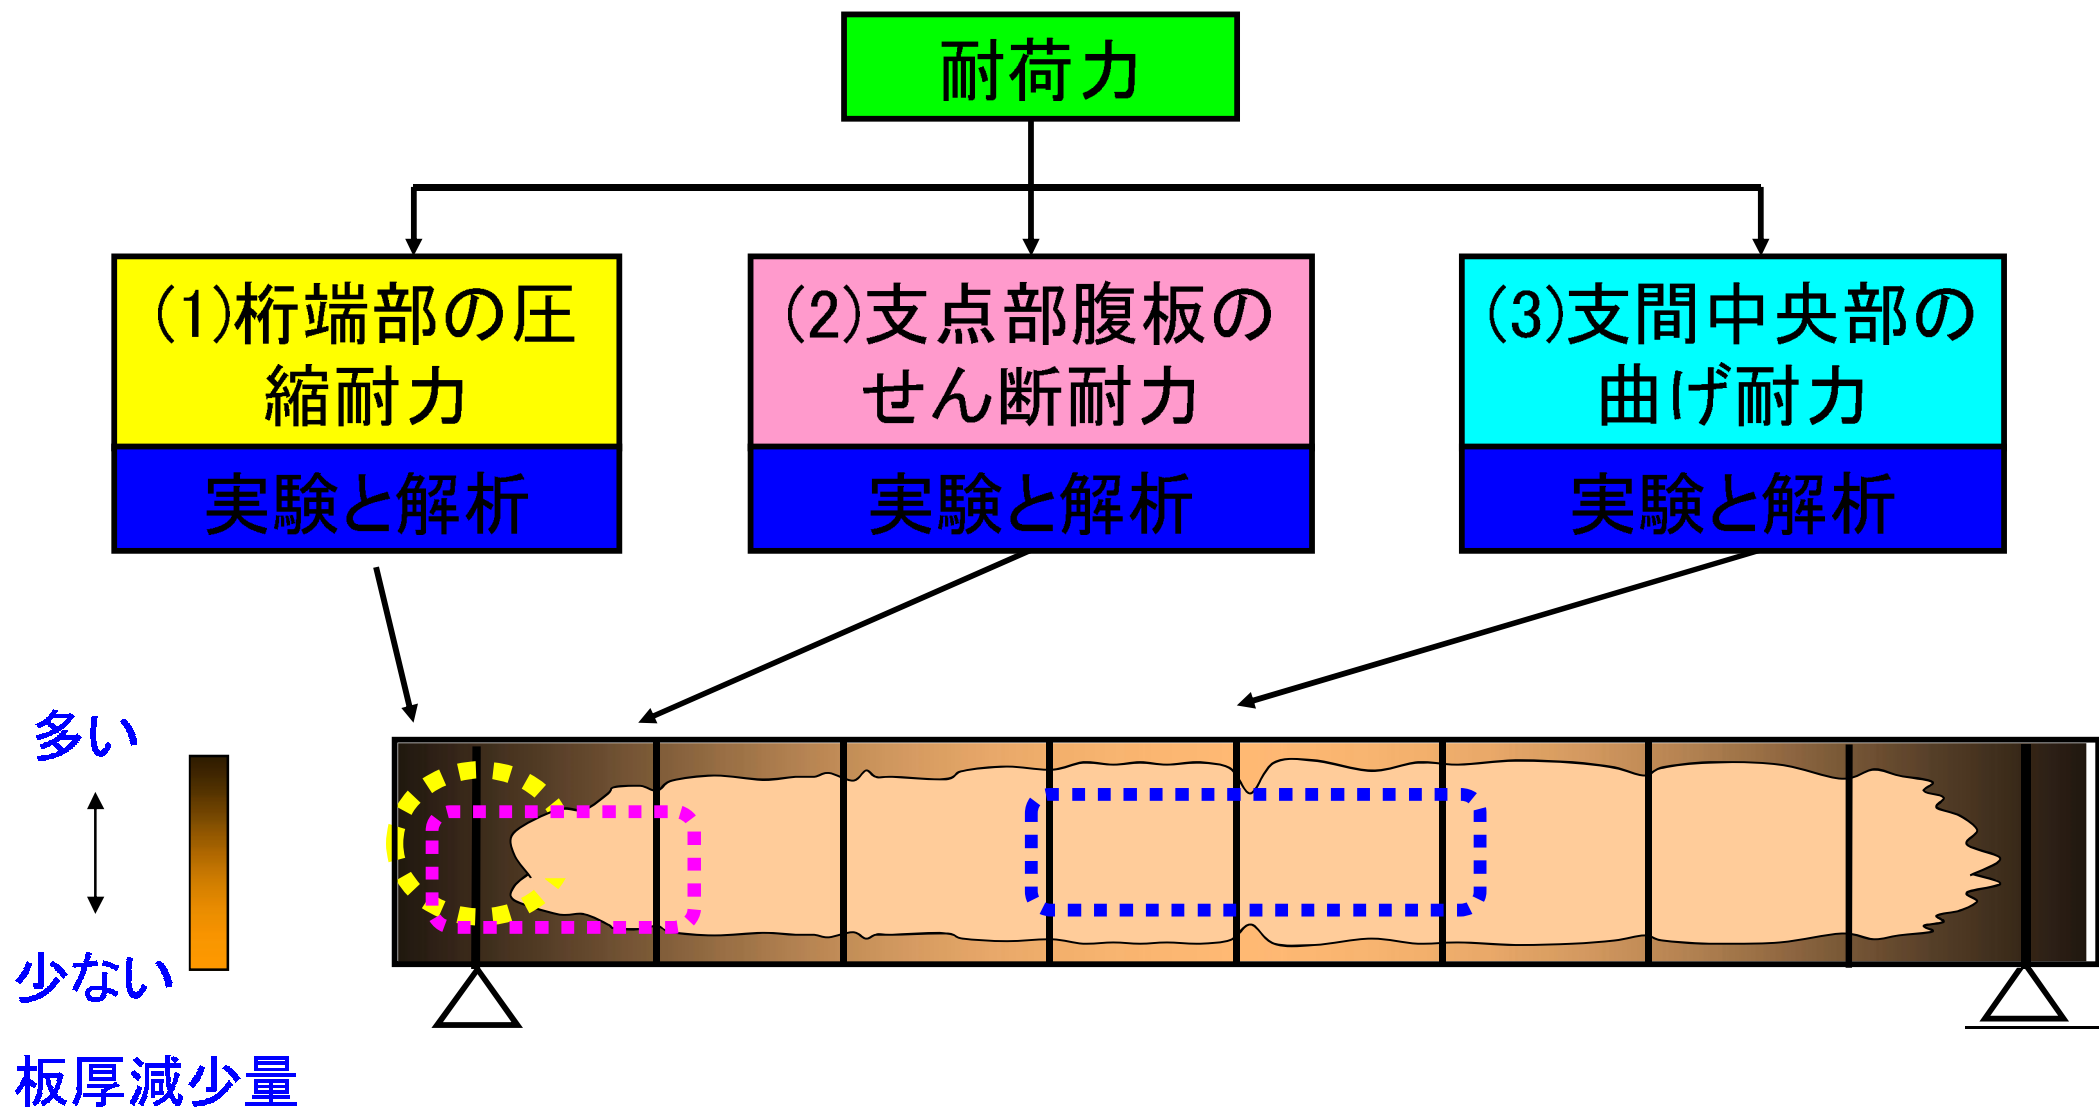 耐荷力
(1)桁端部の圧
縮耐力
実験と解析
(2)支点部腹板の
せん断耐力
実験と解析
(3)支間中央部の
曲げ耐力
実験と解析
多い
少ない
板厚減少量